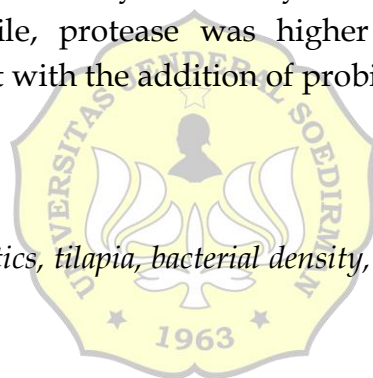 ile, protease was higher
t with the addition of probi
UNIVERSITAS JENDERAL SOEDIRMAN
tics, tilapia, bacterial density,
1963